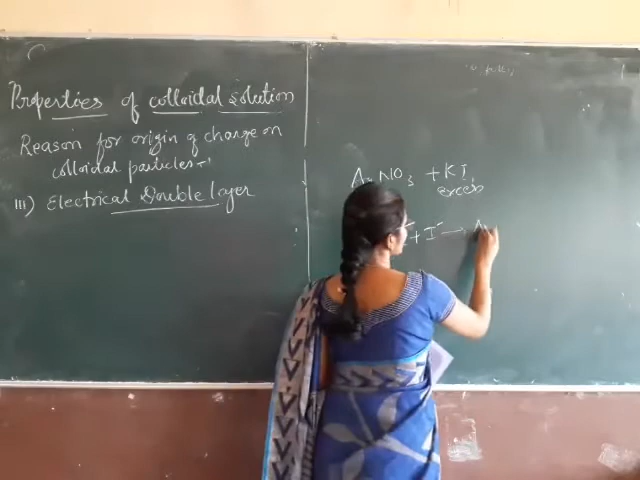 Properties of colloidal solution
Reason for origin of charge on
colloidal particles:-
III) Electrical Double layer
AgNO3 + KI
excess
+ I⁻ → A